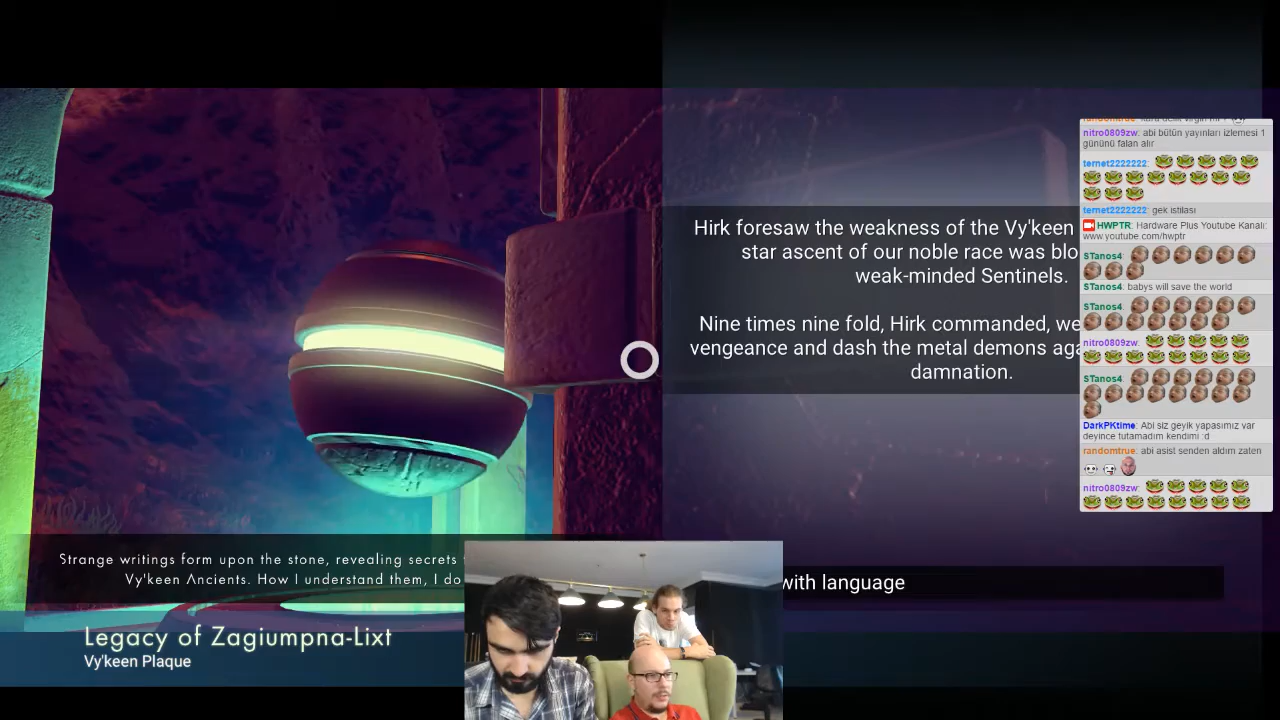 Hirk foresaw the weakness of the Vy'keen
star ascent of our noble race was blo
weak-minded Sentinels.
Nine times nine fold, Hirk commanded, we
vengeance and dash the metal demons aga
damnation.
Strange writings form upon the stone, revealing secrets
Vy'keen Ancients. How I understand them, I do
with language
Legacy of Zagiumpna-Lixt
Vy'keen Plaque
nitro0809zw: abi bütün yayınları izlemesi 1
gününü falan alır
ternet2222222:
ternet2222222: gek istilası
HWPTR: Hardware Plus Youtube Kanalı:
www.youtube.com/hwptr
STanos4:
STanos4: babys will save the world
STanos4:
nitro0809zw:
STanos4:
DarkPKtime: Abi siz geyik yapasımız var
deyince tutamadım kendimi :d
randomtrue: abi asist senden aldım zaten
nitro0809zw: